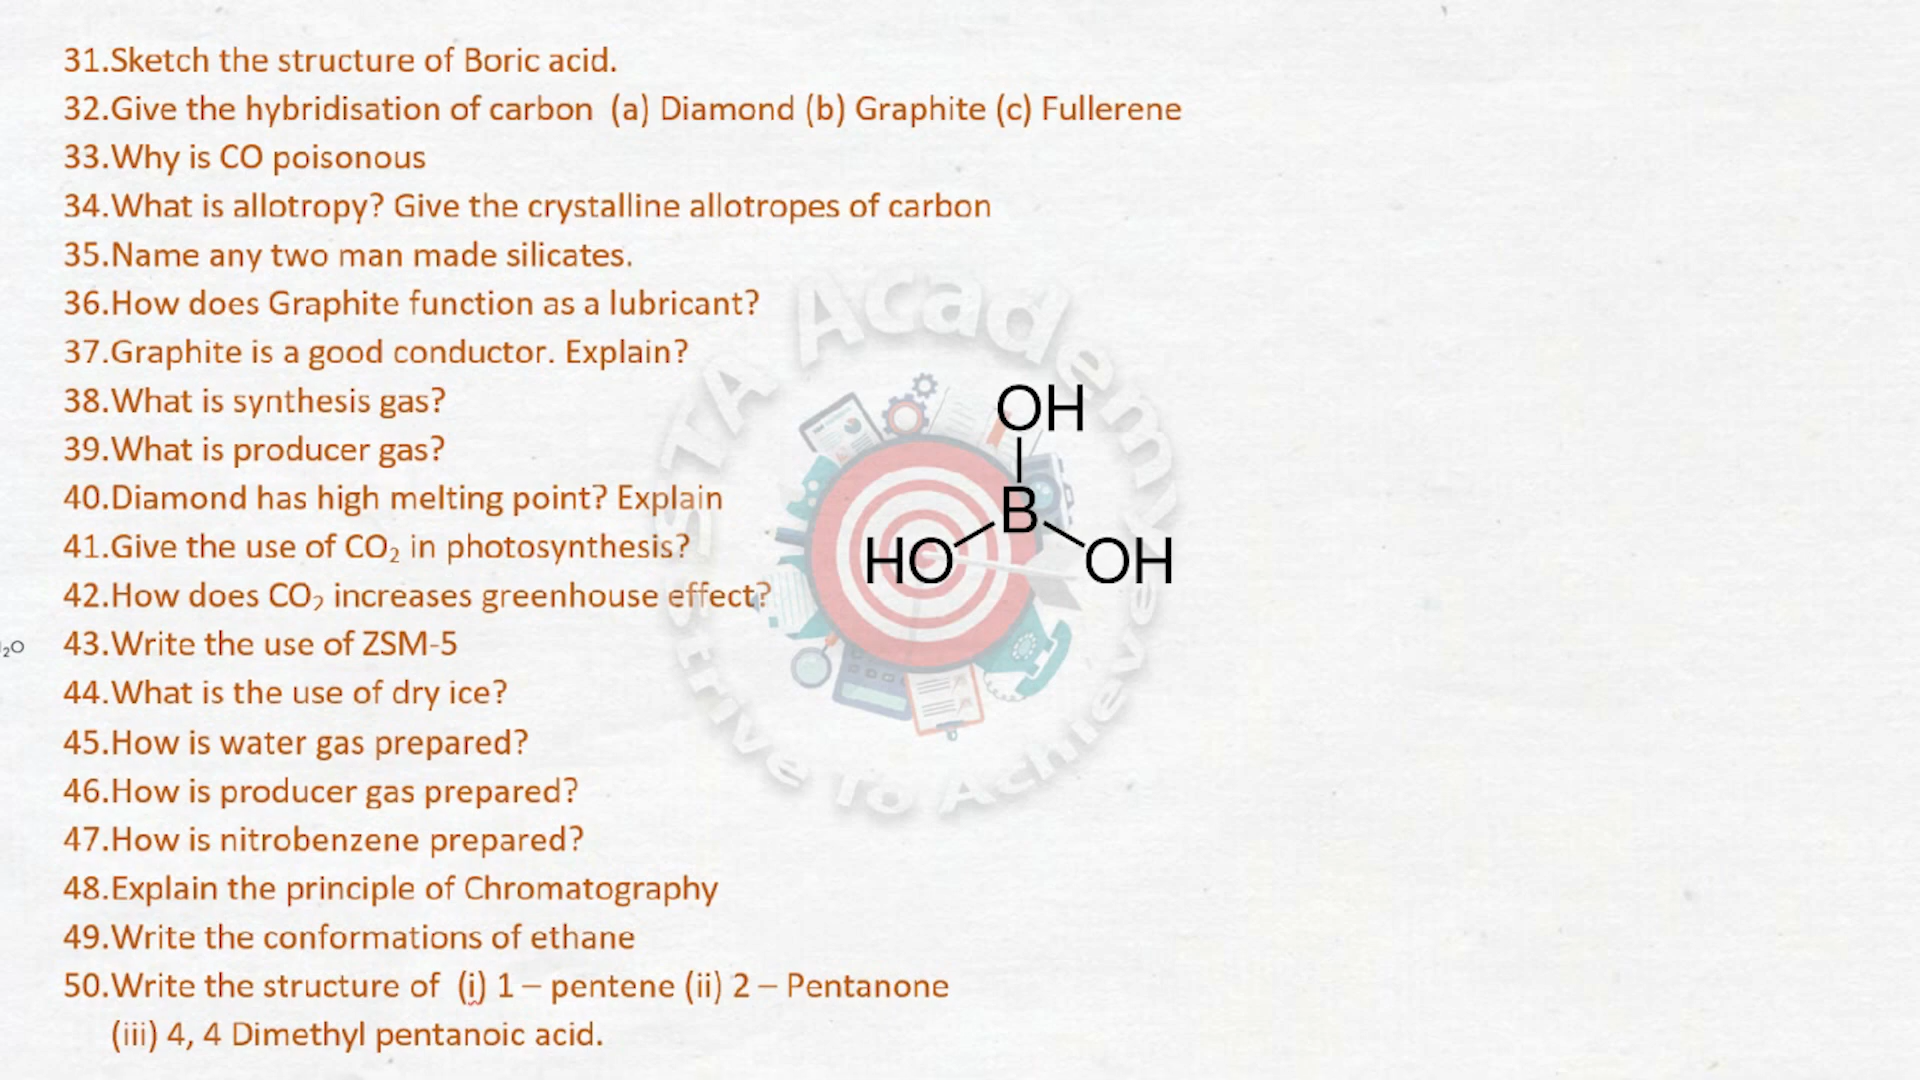 31.Sketch the structure of Boric acid.
32.Give the hybridisation of carbon (a) Diamond (b) Graphite (c) Fullerene
33.Why is CO poisonous
34.What is allotropy? Give the crystalline allotropes of carbon
35.Name any two man made silicates.
36.How does Graphite function as a lubricant?
37.Graphite is a good conductor. Explain?
38.What is synthesis gas?
39.What is producer gas?
40.Diamond has high melting point? Explain
41.Give the use of CO₂ in photosynthesis?
42.How does CO₂ increases greenhouse effect?
43.Write the use of ZSM-5
44.What is the use of dry ice?
45.How is water gas prepared?
46.How is producer gas prepared?
47.How is nitrobenzene prepared?
48.Explain the principle of Chromatography
49.Write the conformations of ethane
50.Write the structure of (i) 1 – pentene (ii) 2 – Pentanone
(iii) 4, 4 Dimethyl pentanoic acid.
₂O
STA Academy
Strive To Achieve
OH
B
HO OH